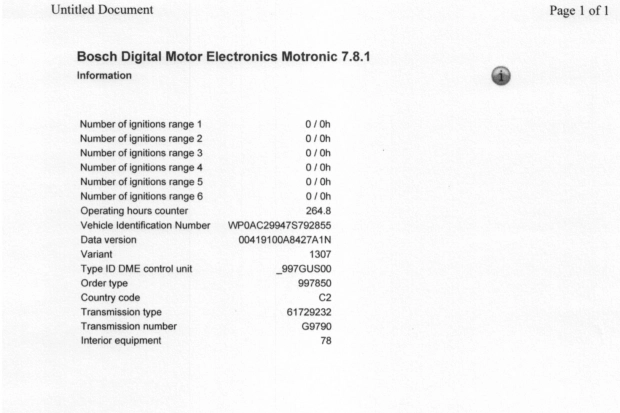 Untitled Document Page 1 of 1
Bosch Digital Motor Electronics Motronic 7.8.1
Information
i
Number of ignitions range 1 0 / 0h
Number of ignitions range 2 0 / 0h
Number of ignitions range 3 0 / 0h
Number of ignitions range 4 0 / 0h
Number of ignitions range 5 0 / 0h
Number of ignitions range 6 0 / 0h
Operating hours counter 264.8
Vehicle Identification Number WP0AC29947S792855
Data version 00419100A8427A1N
Variant 1307
Type ID DME control unit _997GUS00
Order type 997850
Country code C2
Transmission type 61729232
Transmission number G9790
Interior equipment 78